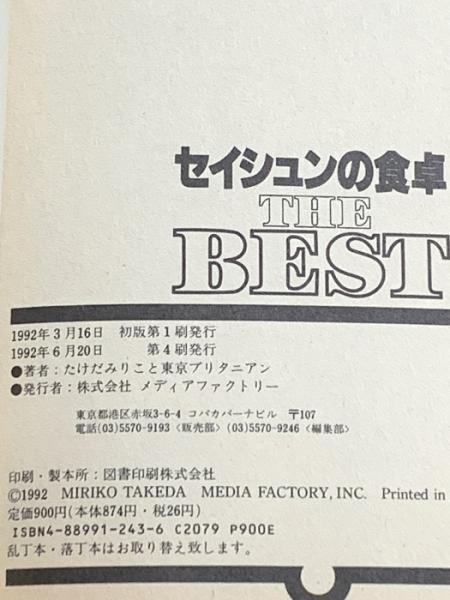 セイシュンの食卓
THE
BEST
1992年3月16日 初版第1刷発行
1992年6月20日 第4刷発行
●著者：たけだみりこと東京ブリタニアン
●発行者：株式会社 メディアファクトリー
東京都港区赤坂3-6-4 コパカバーナビル 〒107
電話(03)5570-9193〈販売部〉(03)5570-9246〈編集部〉
印刷・製本所：図書印刷株式会社
©1992 MIRIKO TAKEDA MEDIA FACTORY, INC. Printed in
定価900円(本体874円・税26円)
ISBN4-88991-243-6 C2079 P900E
乱丁本・落丁本はお取り替え致します。